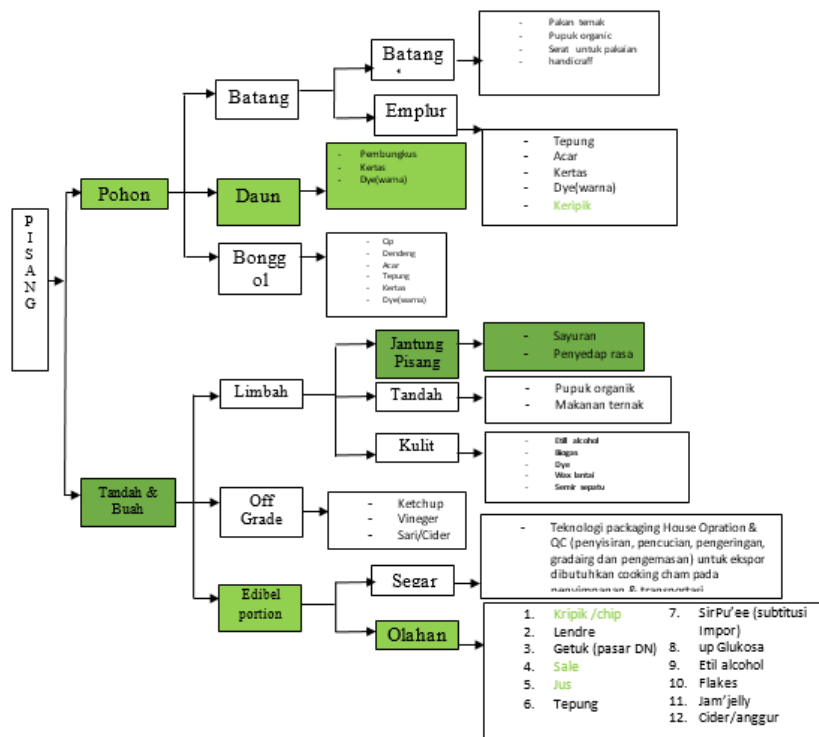 PISANG
Pohon
Batang
Batang
- Pakan ternak
- Pupuk organic
- Serat untuk pakaian
- handicraff
Emplur
- Tepung
- Acar
- Kertas
- Dye(warna)
- Keripik
Daun
- Pembungkus
- Kertas
- Dye(warna)
Bongg
ol
- Cip
- Dendeng
- Acar
- Tepung
- Kertas
- Dye(warna)
Tandah &
Buah
Limbah
Jantung
Pisang
- Sayuran
- Penyedap rasa
Tandah
- Pupuk organik
- Makanan ternak
Kulit
- Etill alcohol
- Biogas
- Dye
- Wax lantai
- Semir sepatu
Off
Grade
- Ketchup
- Vineger
- Sari/Cider
Edibel
portion
Segar
- Teknologi packaging House Opration &
QC (penyisiran, pencucian, pengeringan,
gradairg dan pengemasan) untuk ekspor
dibutuhkan cooking cham pada
penyimpanan & transportasi
Olahan
1. Kripik /chip
2. Lendre
3. Getuk (pasar DN)
4. Sale
5. Jus
6. Tepung
7. SirPu'ee (subtitusi
Impor)
8. up Glukosa
9. Etil alcohol
10. Flakes
11. Jam'jelly
12. Cider/anggur